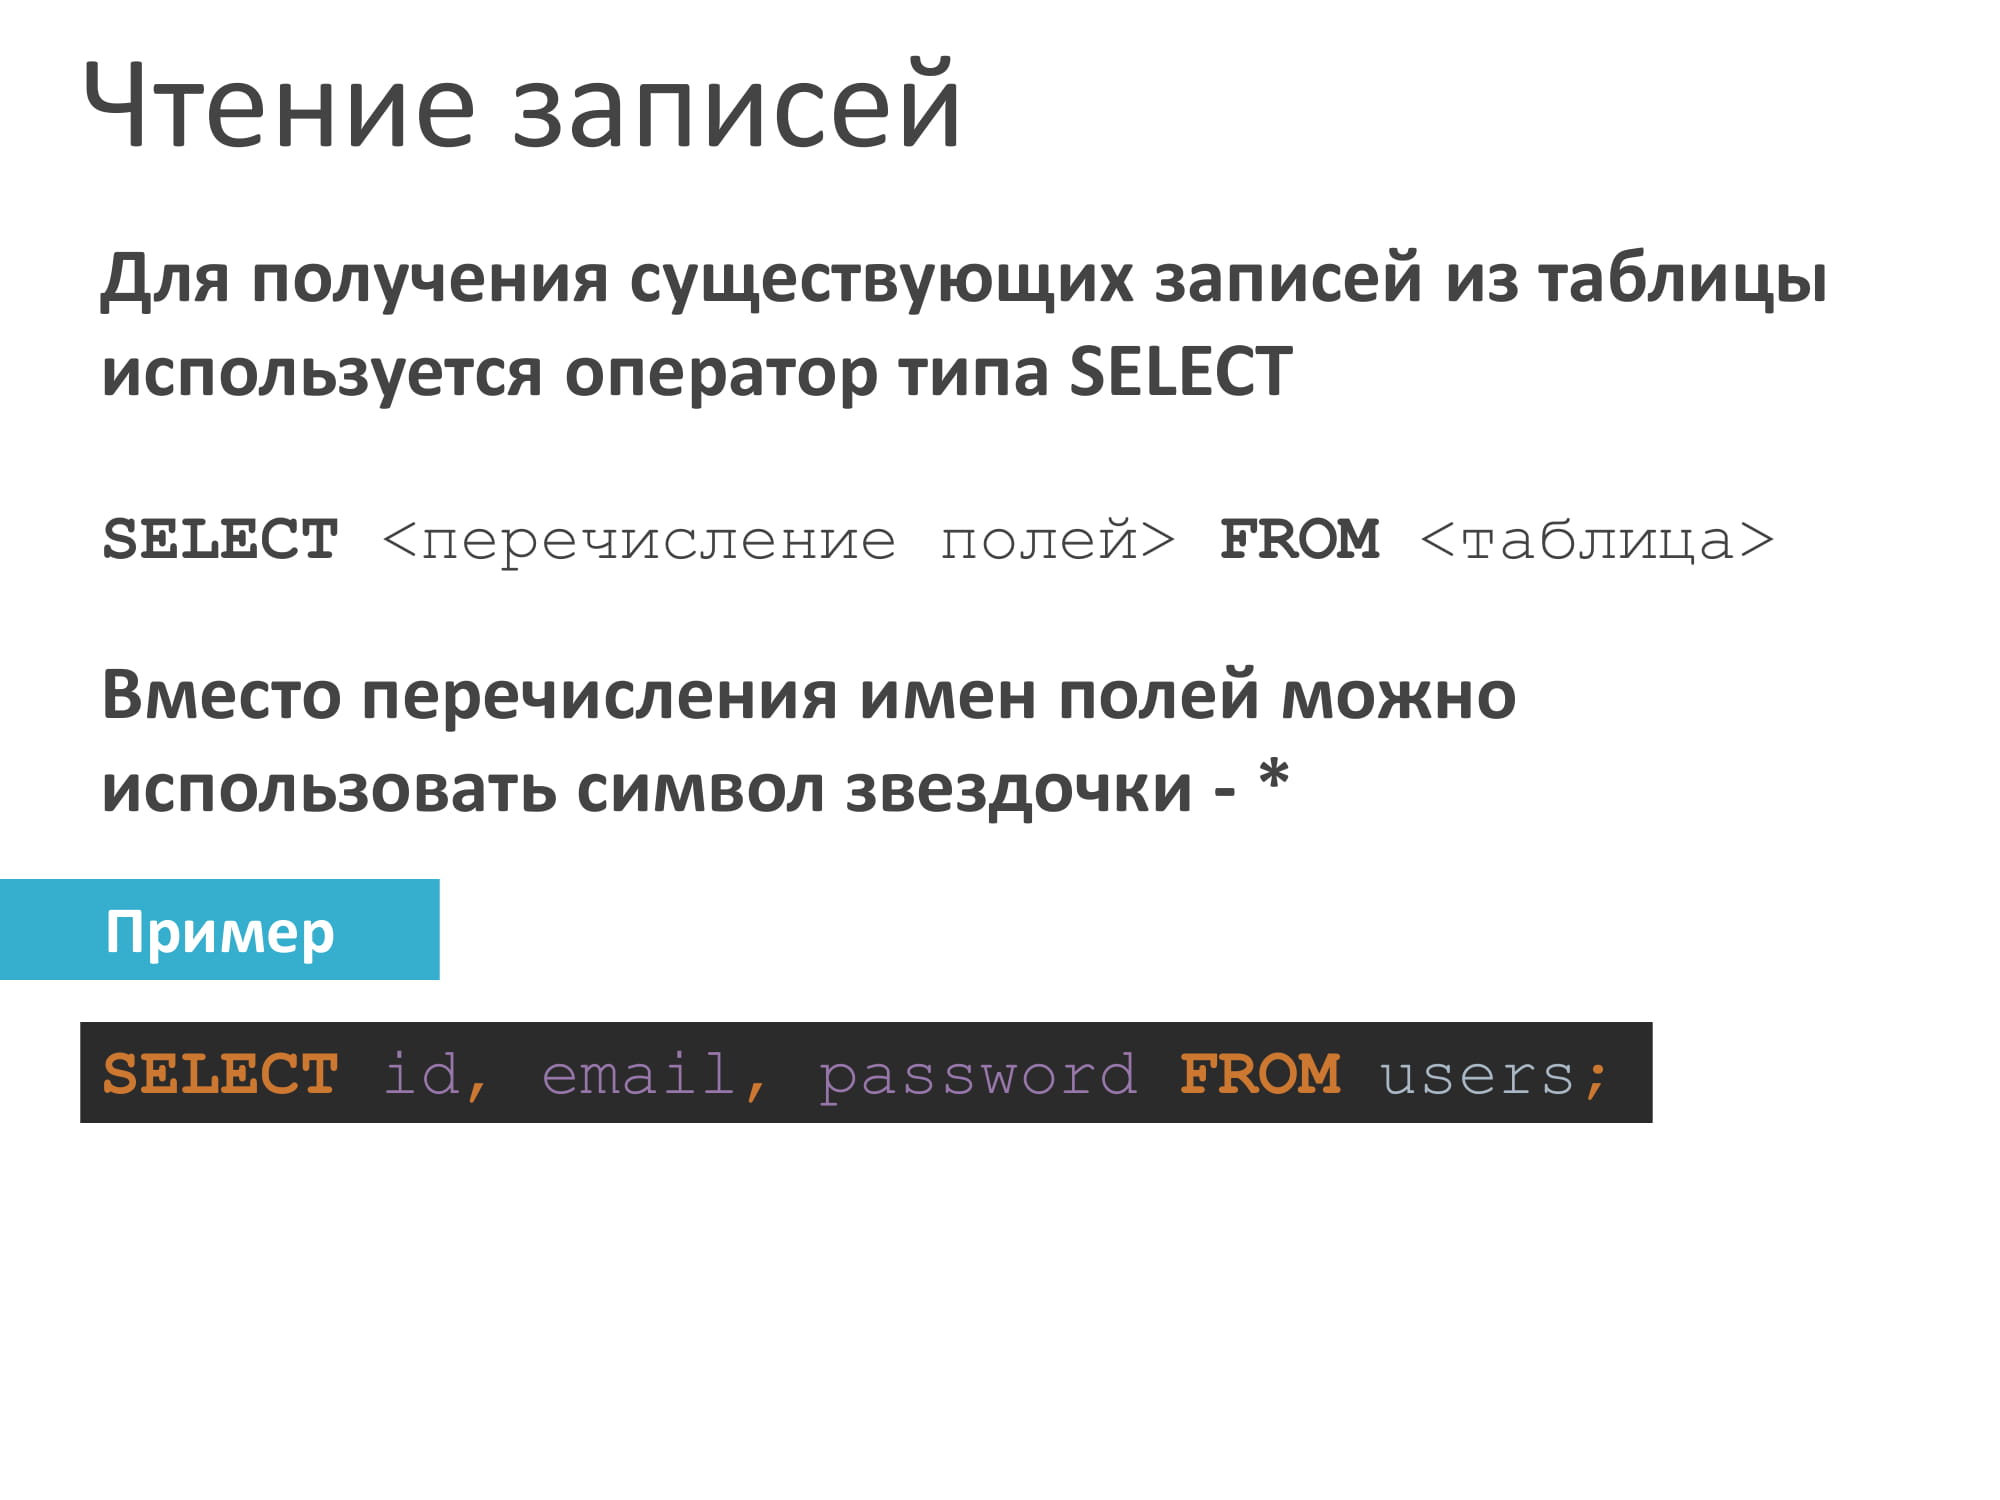 Чтение записей
Для получения существующих записей из таблицы
используется оператор типа SELECT
SELECT <перечисление полей> FROM <таблица>
Вместо перечисления имен полей можно
использовать символ звездочки - *
Пример
SELECT id, email, password FROM users;